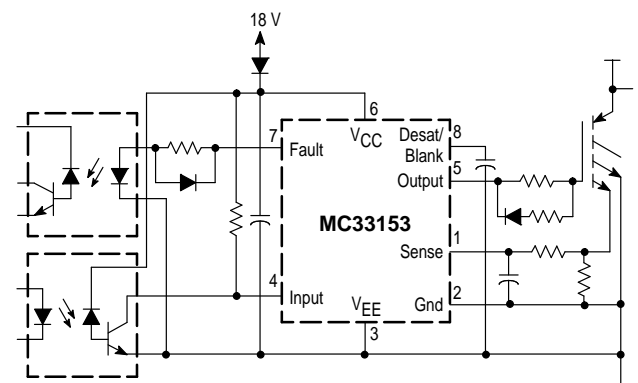 18 V
6
7
VCC
Desat/
Blank
8
Fault
5
Output
MC33153
Sense
1
4
Input
VEE
Gnd
2
3